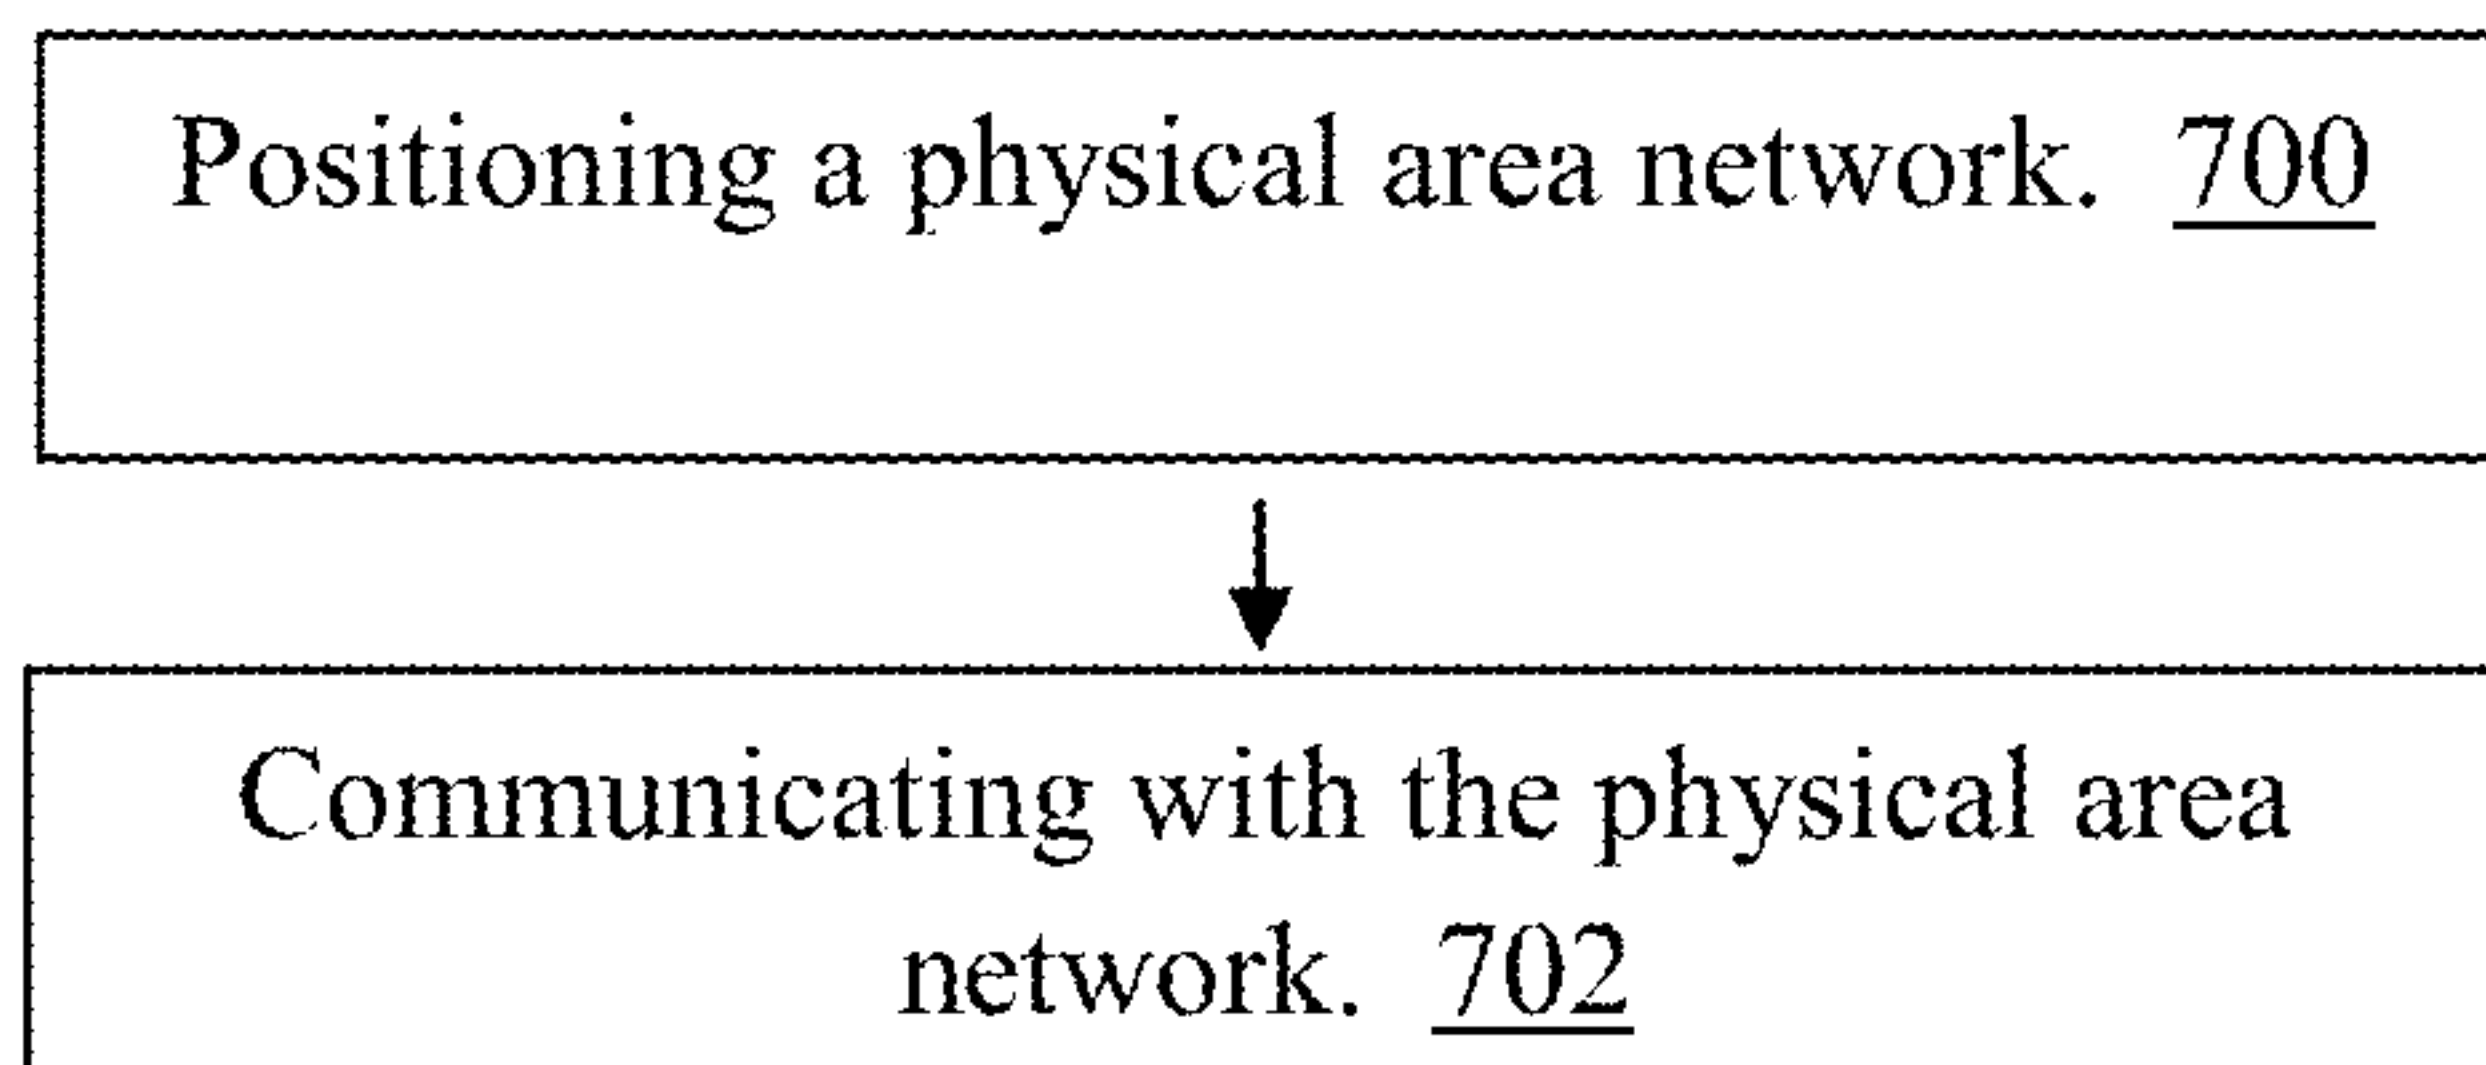 Positioning a physical area network. 700
Communicating with the physical area
network. 702